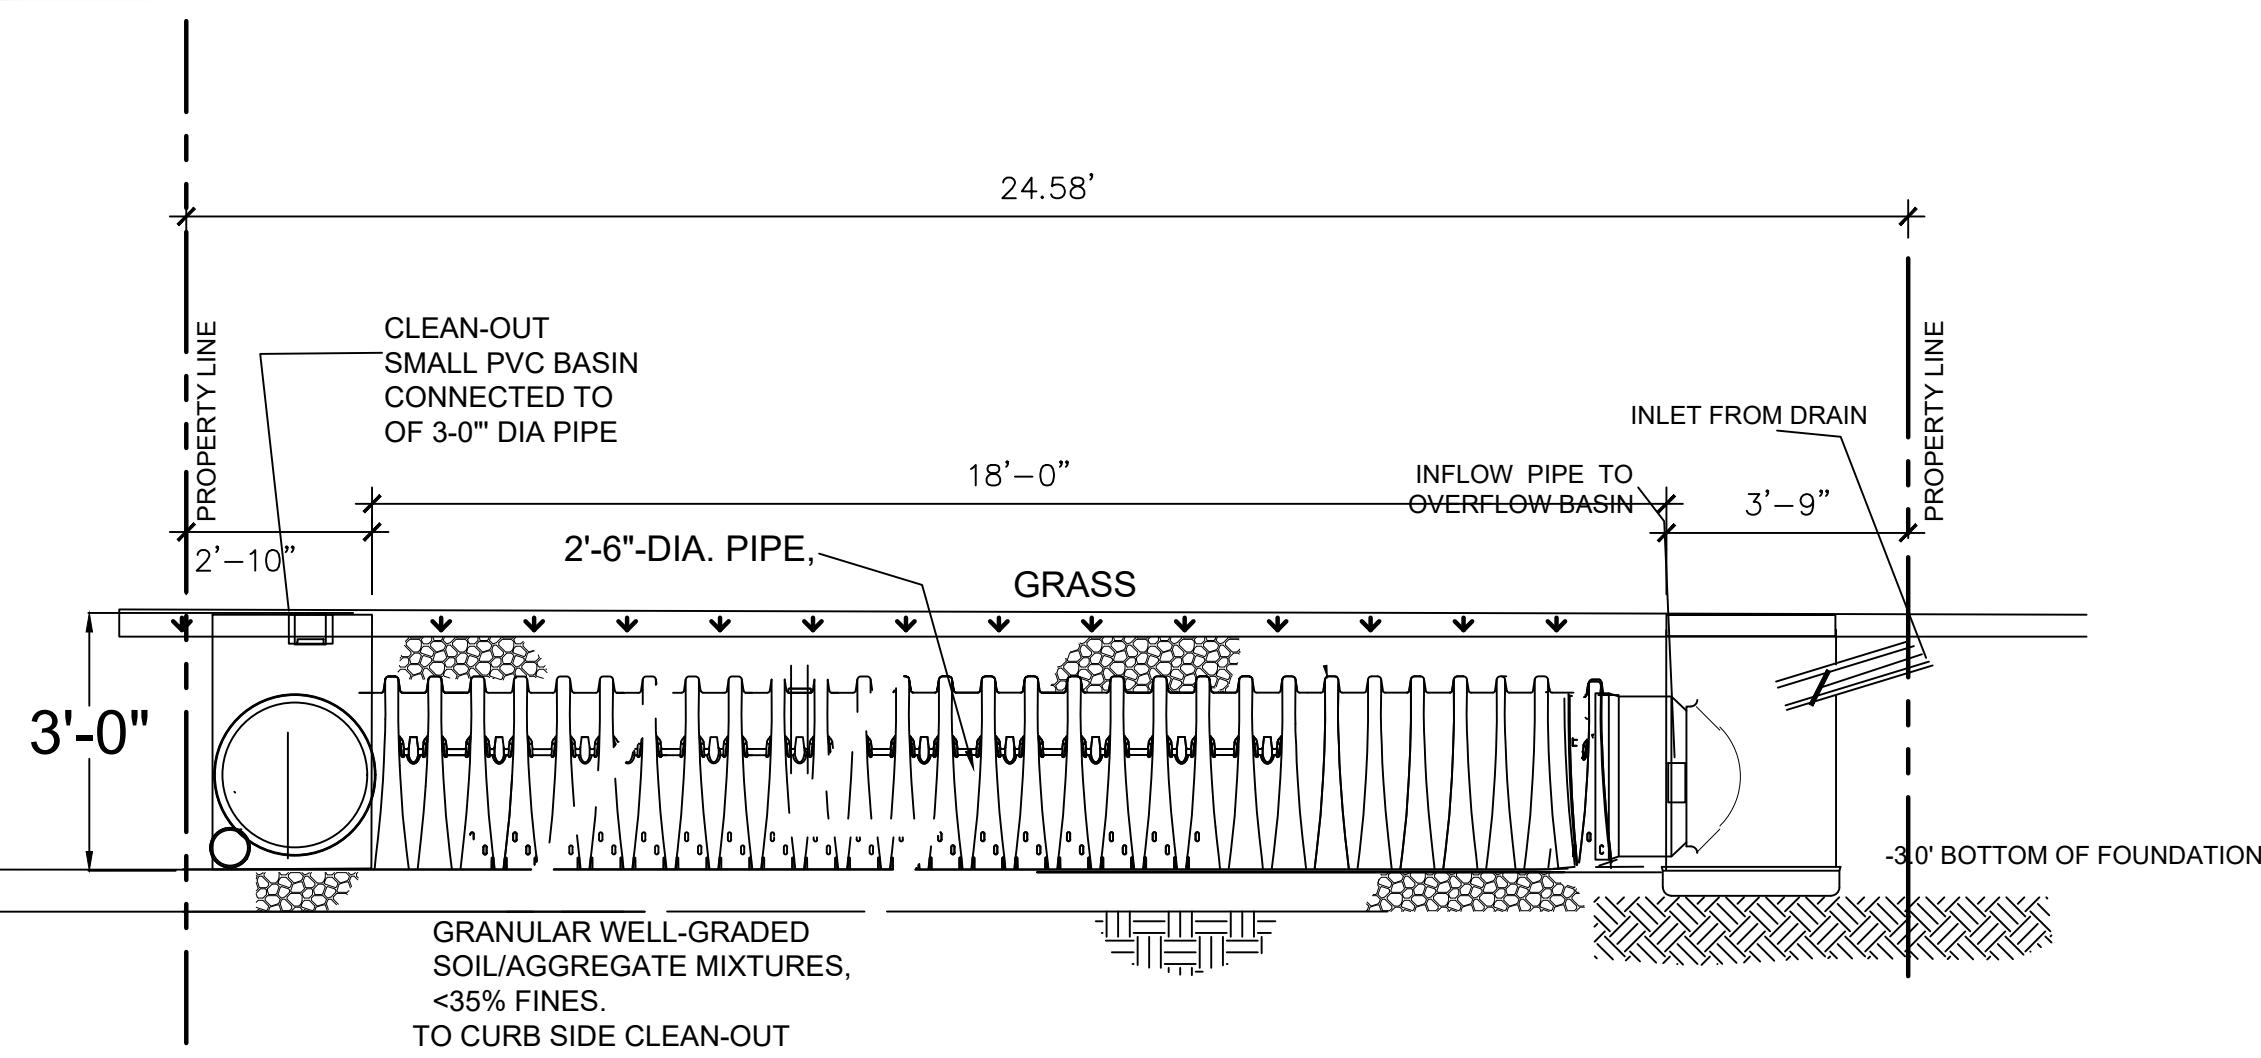 24.58’
PROPERTY LINE
CLEAN-OUT
SMALL PVC BASIN
CONNECTED TO
OF 3-0"' DIA PIPE
INLET FROM DRAIN
PROPERTY LINE
18’–0”
INFLOW PIPE TO
OVERFLOW BASIN
3’–9”
2’–10”
2'-6"-DIA. PIPE,
GRASS
3'-0"
-3.0' BOTTOM OF FOUNDATION
GRANULAR WELL-GRADED
SOIL/AGGREGATE MIXTURES,
<35% FINES.
TO CURB SIDE CLEAN-OUT